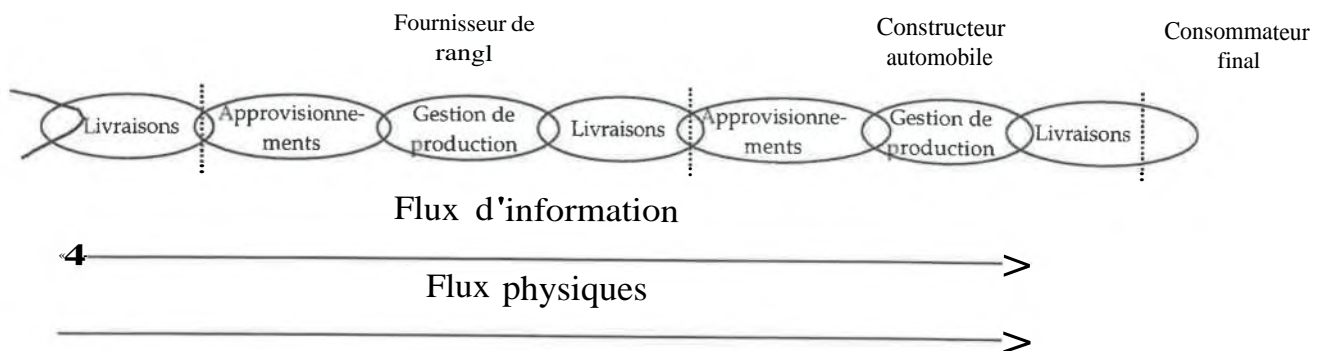 Fournisseur de
rangl
Constructeur
automobile
Consommateur
final
Livraisons
Approvisionne-
ments
Gestion de
production
Livraisons
Approvisionne-
ments
Gestion de
production
Livraisons
Flux d'information
«4
Flux physiques